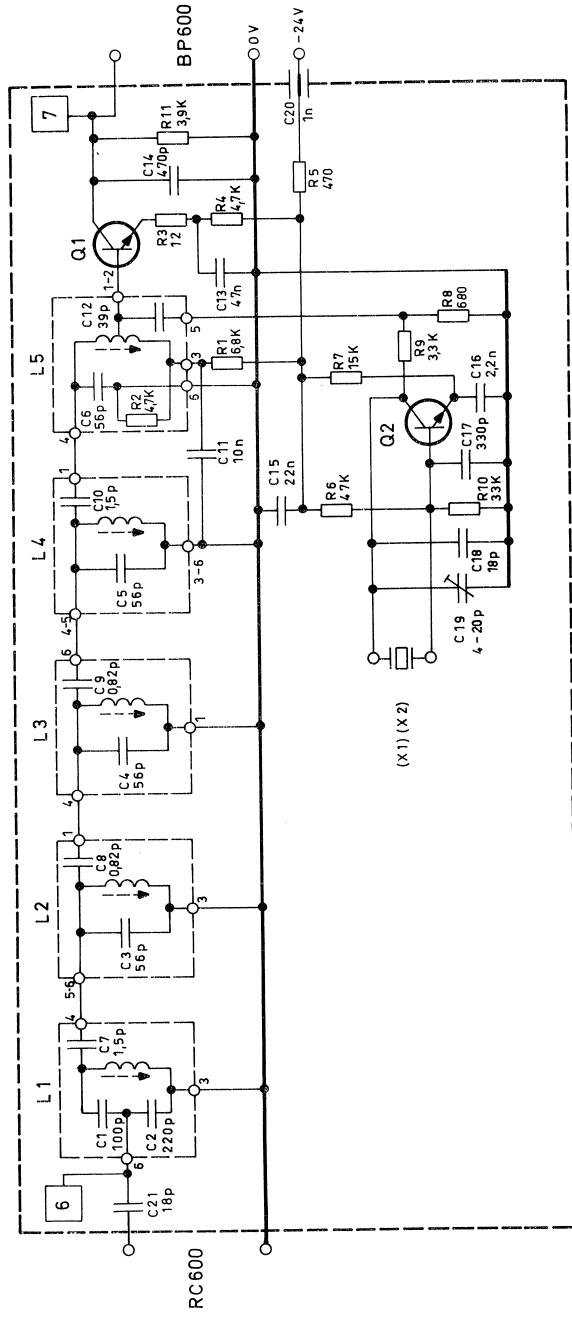 RC600
6
C21
18p
6
L1
C1
100p
C2
220p
C7
1,5p
4
3
L2
5-6
C3
56p
C8
0,82p
1
3
L3
4
C4
56p
C9
0,82p
6
1
L4
4-5
C5
56p
C10
1,5p
1
3-6
L5
4
C6
56p
R2
4,7K
C12
39p
1-2
5
3
6
C11
10n
R1
6,8K
Q1
R3
12
C13
47n
R4
4,7K
C14
470p
R11
3,9K
7
BP600
0V
-24V
C20
1n
R5
470
C15
22n
R6
47K
R7
15K
Q2
R9
3,3K
R8
680
C16
2,2n
C17
330p
R10
33K
C18
18p
C19
4-20p
(X1) (X2)